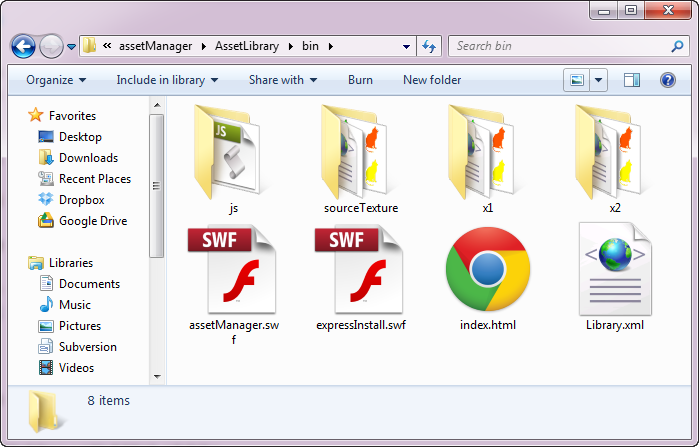 « assetManager ▸ AssetLibrary ▸ bin ▸
Search bin
Organize
Include in library
Share with
Burn
New folder
Favorites
Desktop
Downloads
Recent Places
Dropbox
Google Drive
Libraries
Documents
Music
Pictures
Subversion
Videos
JS
js
sourceTexture
x1
x2
SWF
assetManager.sw
f
SWF
expressInstall.swf
index.html
Library.xml
8 items